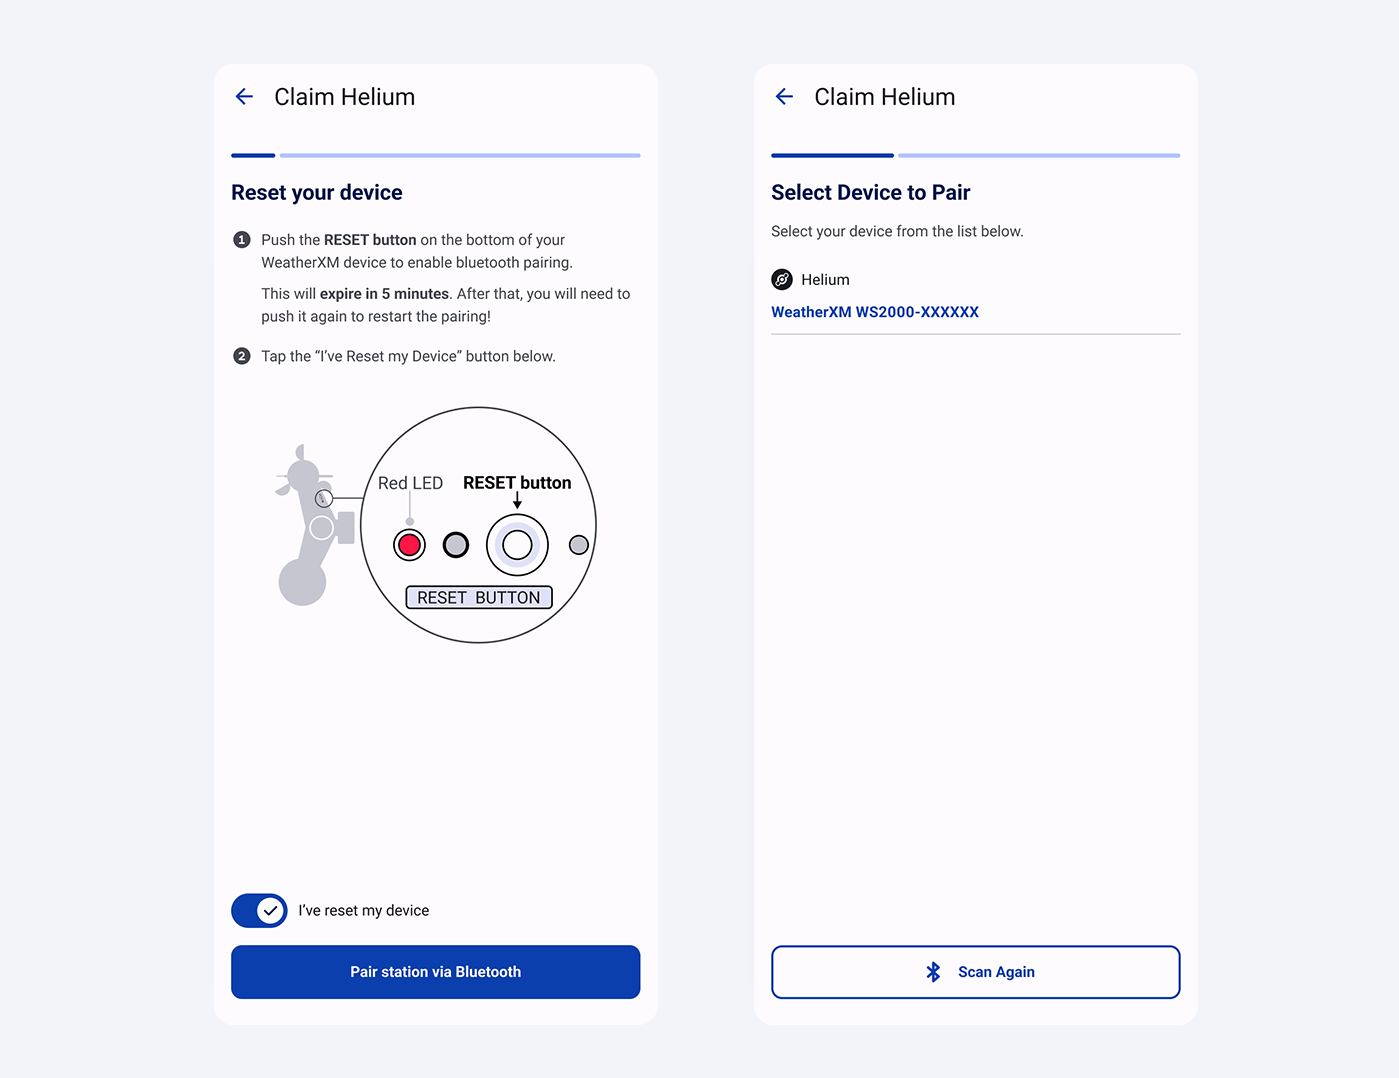 Claim Helium
Reset your device
1 Push the RESET button on the bottom of your
WeatherXM device to enable bluetooth pairing.
This will expire in 5 minutes. After that, you will need to
push it again to restart the pairing!
2 Tap the “I’ve Reset my Device” button below.
Red LED RESET button
RESET BUTTON
I’ve reset my device
Pair station via Bluetooth
Claim Helium
Select Device to Pair
Select your device from the list below.
Helium
WeatherXM WS2000-XXXXXX
Scan Again